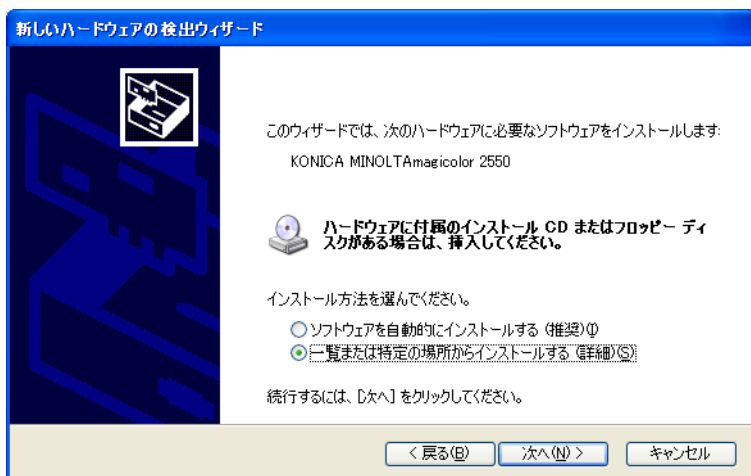 新しいハードウェアの検出ウィザード
このウィザードでは、次のハードウェアに必要なソフトウェアをインストールします:
KONICA MINOLTAmagicolor 2550
ハードウェアに付属のインストール CD またはフロッピー ディ
スクがある場合は、挿入してください。
インストール方法を選んでください。
ソフトウェアを自動的にインストールする (推奨)(I)
一覧または特定の場所からインストールする (詳細)(S)
続行するには、[次へ] をクリックしてください。
< 戻る(B) 次へ(N) > キャンセル